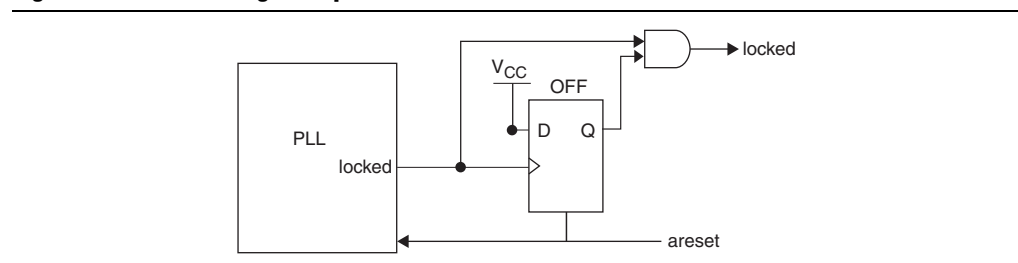 locked
VCC
OFF
D
Q
PLL
locked
areset